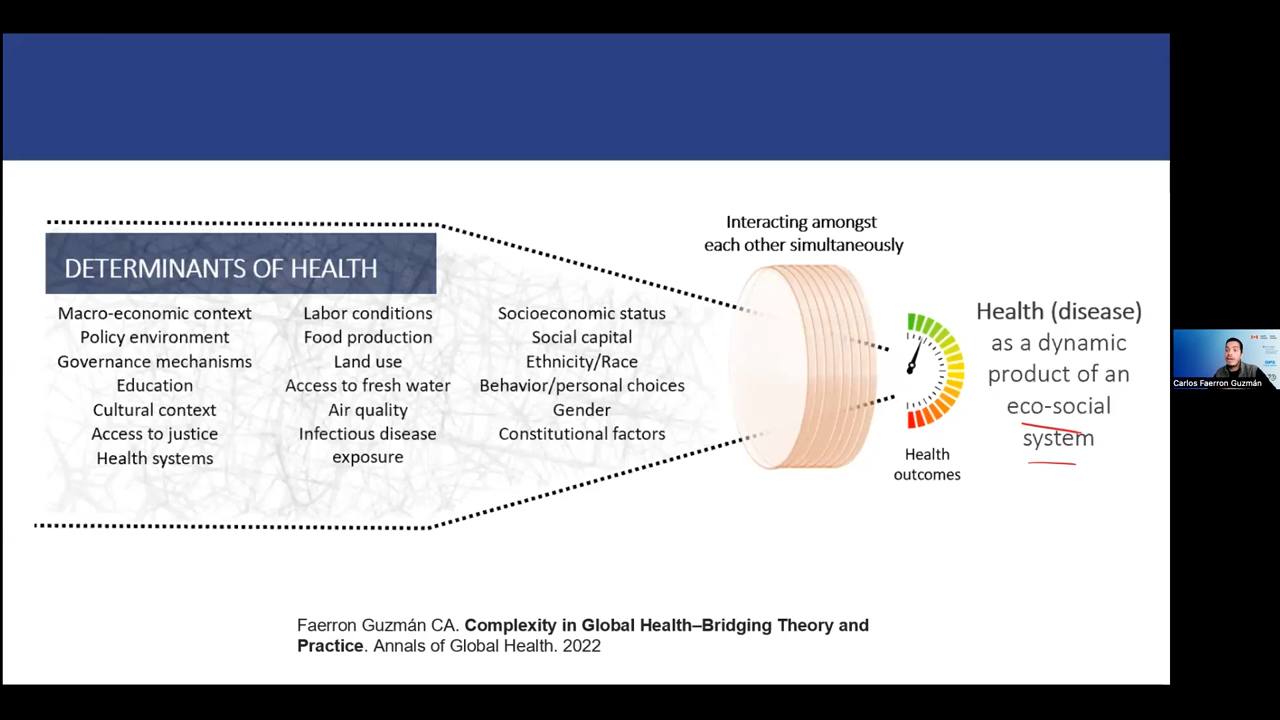 DETERMINANTS OF HEALTH
Macro-economic context
Policy environment
Governance mechanisms
Education
Cultural context
Access to justice
Health systems
Labor conditions
Food production
Land use
Access to fresh water
Air quality
Infectious disease
exposure
Socioeconomic status
Social capital
Ethnicity/Race
Behavior/personal choices
Gender
Constitutional factors
Interacting amongst
each other simultaneously
Health
outcomes
Health (disease)
as a dynamic
product of an
eco-social
system
Faerron Guzmán CA. Complexity in Global Health–Bridging Theory and
Practice. Annals of Global Health. 2022
Carlos Faerron Guzmán